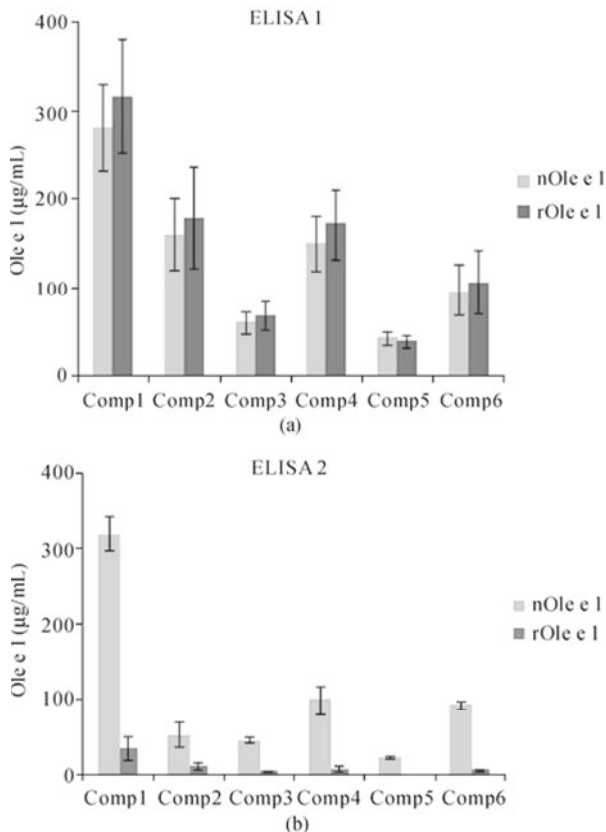 ELISA 1
400
300
200
100
0
Ole e 1 (µg/mL)
nOle e 1
rOle e 1
Comp1 Comp2 Comp3 Comp4 Comp5 Comp6
(a)
ELISA 2
400
300
200
100
0
Ole e 1 (µg/mL)
nOle e 1
rOle e 1
Comp1 Comp2 Comp3 Comp4 Comp5 Comp6
(b)